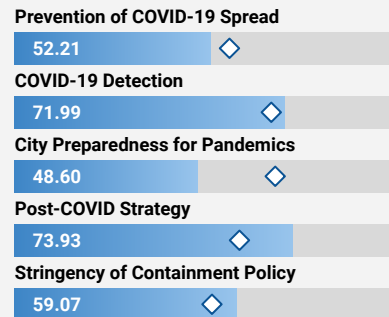 Prevention of COVID-19 Spread
52.21
COVID-19 Detection
71.99
City Preparedness for Pandemics
48.60
Post-COVID Strategy
73.93
Stringency of Containment Policy
59.07